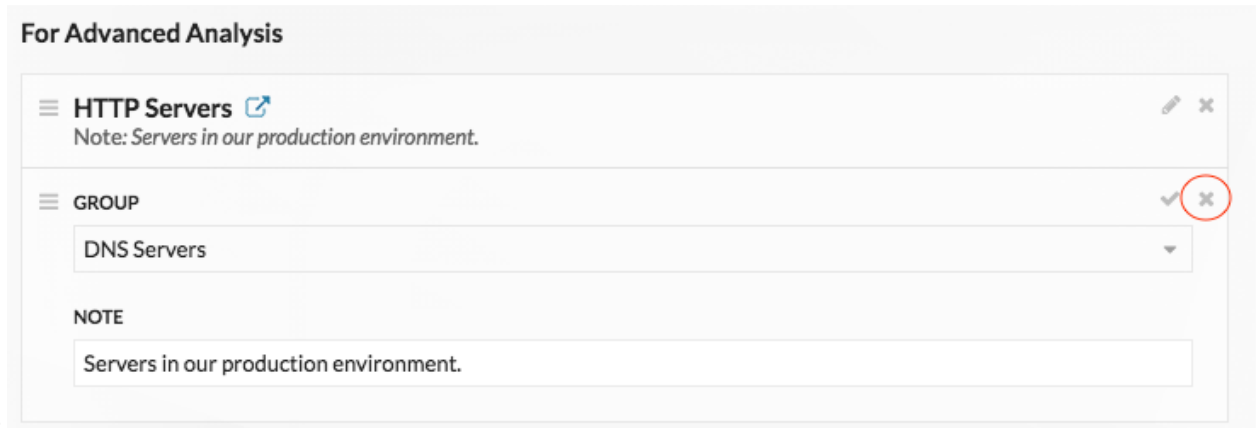 For Advanced Analysis
HTTP Servers
Note: Servers in our production environment.
GROUP
DNS Servers
NOTE
Servers in our production environment.